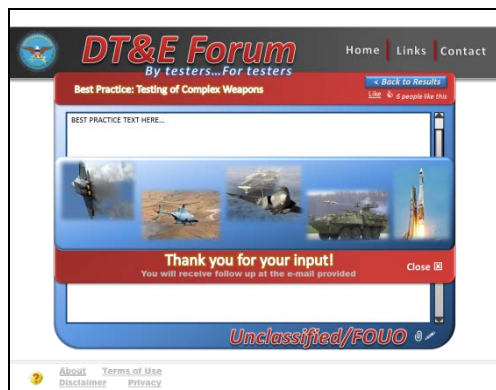 DT&E Forum
By testers...For testers
Home Links Contact
Best Practice: Testing of Complex Weapons
< Back to Results
Like 6 people like this
BEST PRACTICE TEXT HERE...
Thank you for your input!
You will receive follow up at the e-mail provided
Close
Unclassified/FOUO
About Terms of Use
Disclaimer Privacy